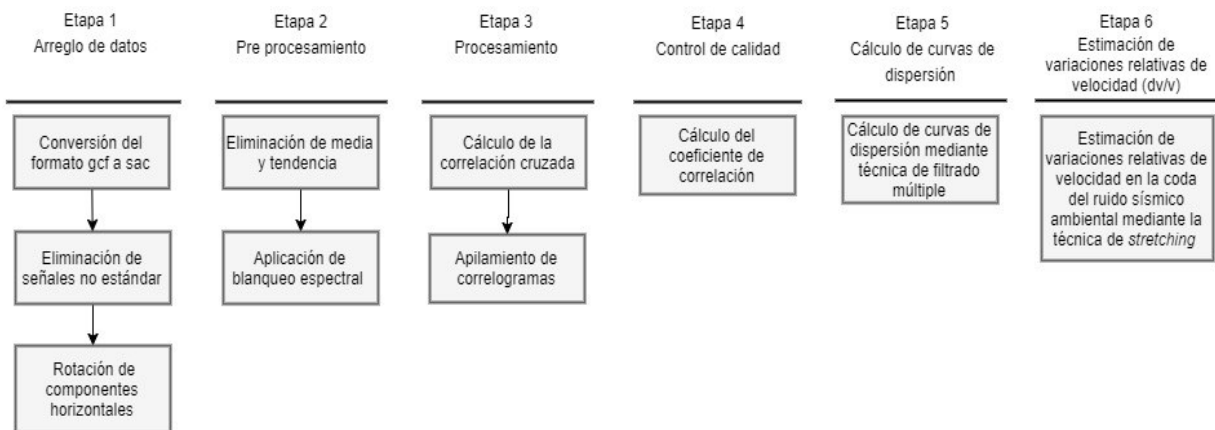 Etapa 1
Arreglo de datos
Conversión del
formato gcf a sac
Eliminación de
señales no estándar
Rotación de
componentes
horizontales
Etapa 2
Pre procesamiento
Eliminación de media
y tendencia
Aplicación de
blanqueo espectral
Etapa 3
Procesamiento
Cálculo de la
correlación cruzada
Apilamiento de
correlogramas
Etapa 4
Control de calidad
Cálculo del
coeficiente de
correlación
Etapa 5
Cálculo de curvas de
dispersión
Cálculo de curvas de
dispersión mediante
técnica de filtrado
múltiple
Etapa 6
Estimación de
variaciones relativas de
velocidad (dv/v)
Estimación de
variaciones relativas de
velocidad en la coda
del ruido sísmico
ambiental mediante la
técnica de stretching